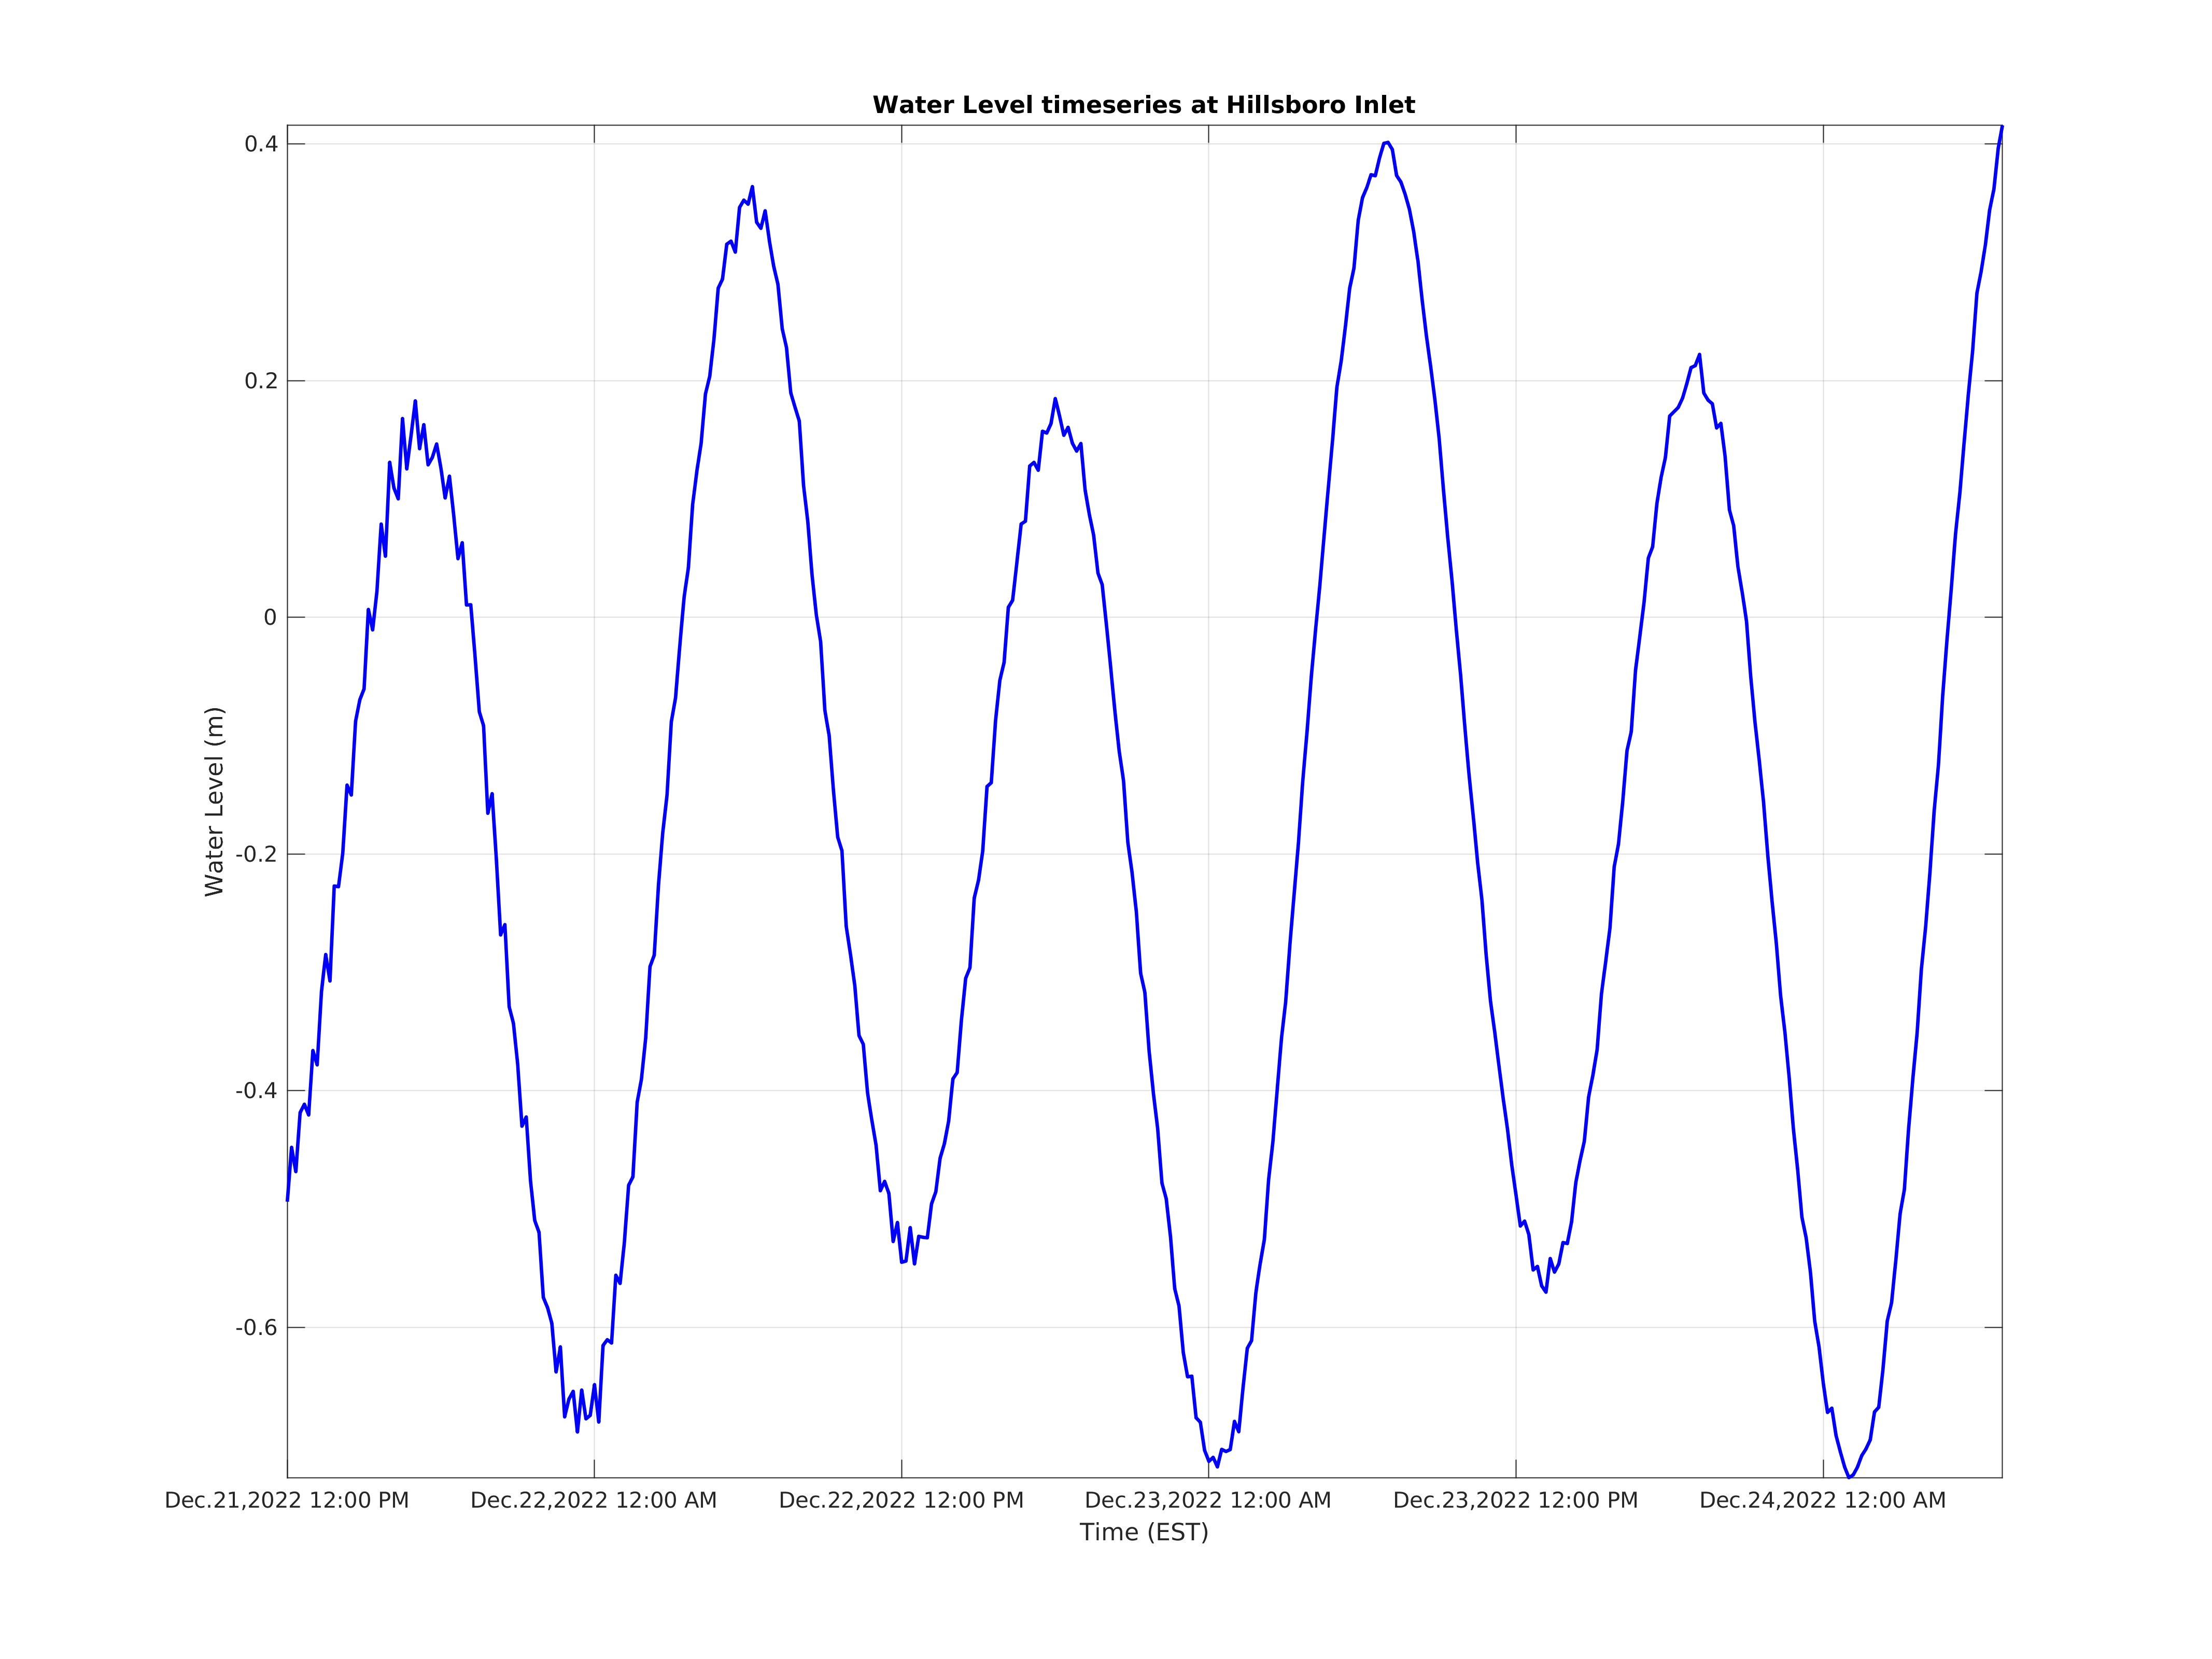 Water Level timeseries at Hillsboro Inlet
0.4
0.2
0
-0.2
-0.4
-0.6
Water Level (m)
Dec.21,2022 12:00 PM
Dec.22,2022 12:00 AM
Dec.22,2022 12:00 PM
Dec.23,2022 12:00 AM
Dec.23,2022 12:00 PM
Dec.24,2022 12:00 AM
Time (EST)